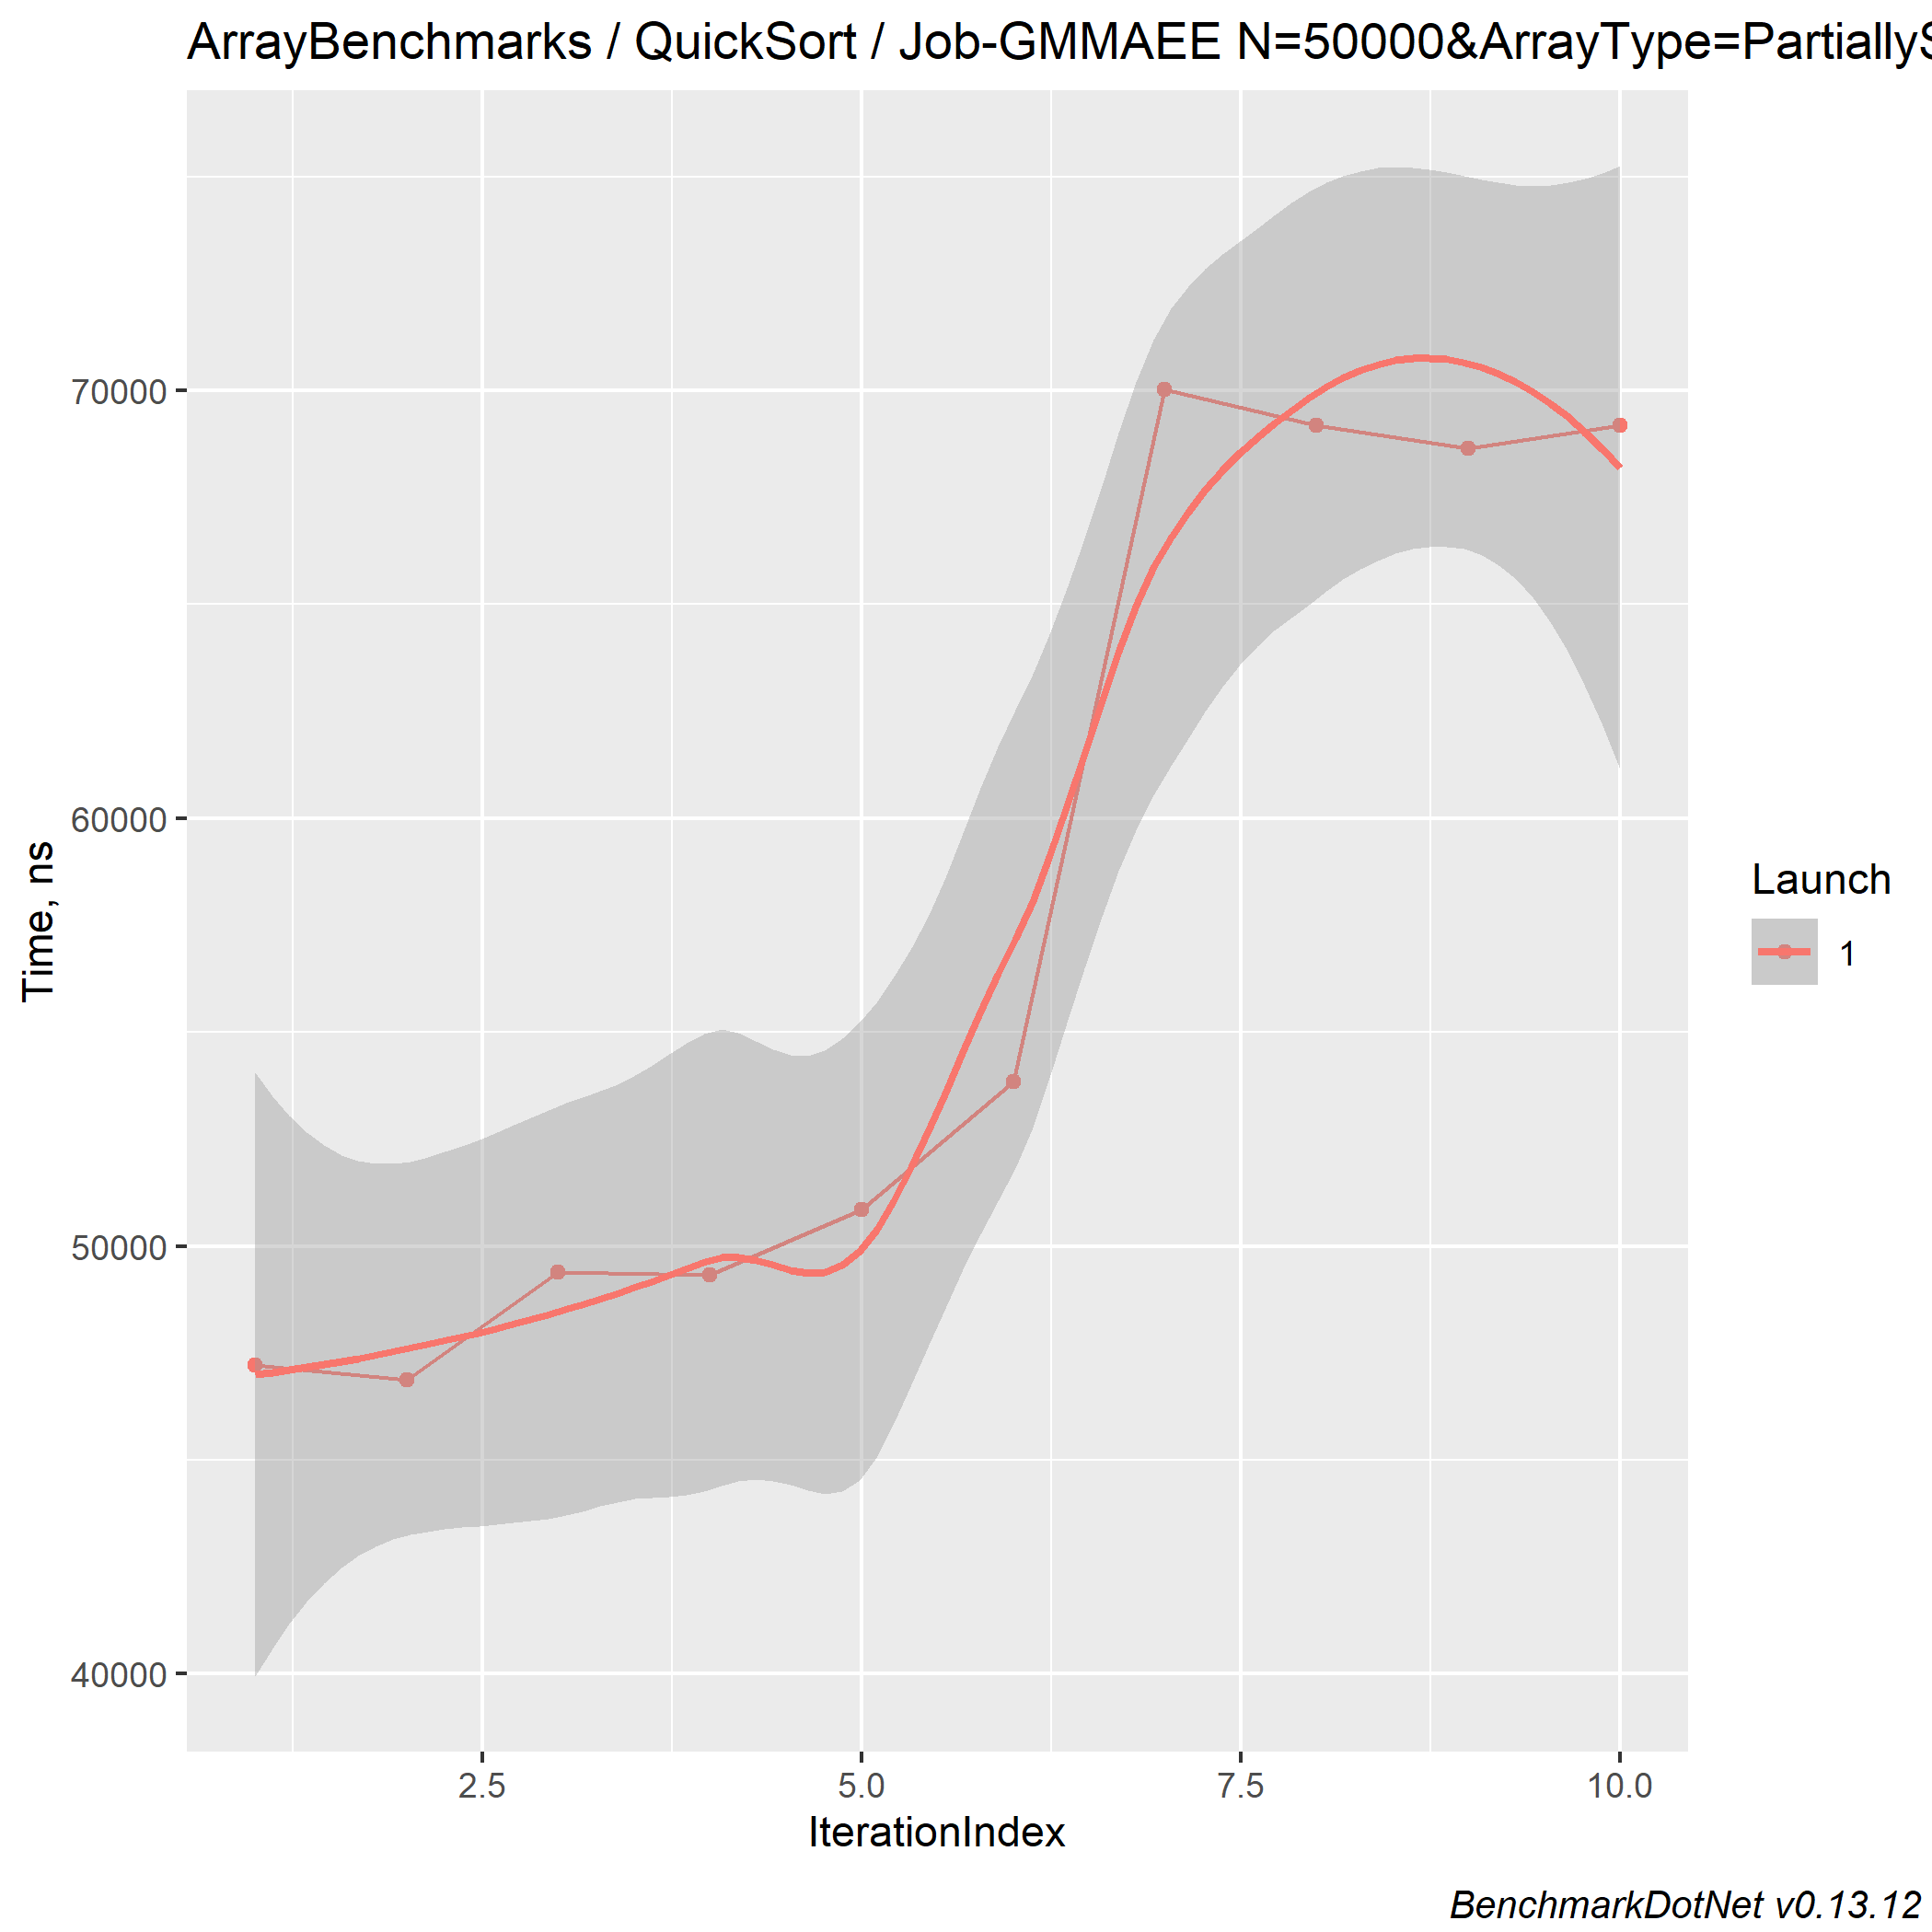 ArrayBenchmarks / QuickSort / Job-GMMAEE N=50000&ArrayType=PartiallyS
70000
60000
50000
40000
Time, ns
2.5 5.0 7.5 10.0
IterationIndex
Launch
1
BenchmarkDotNet v0.13.12